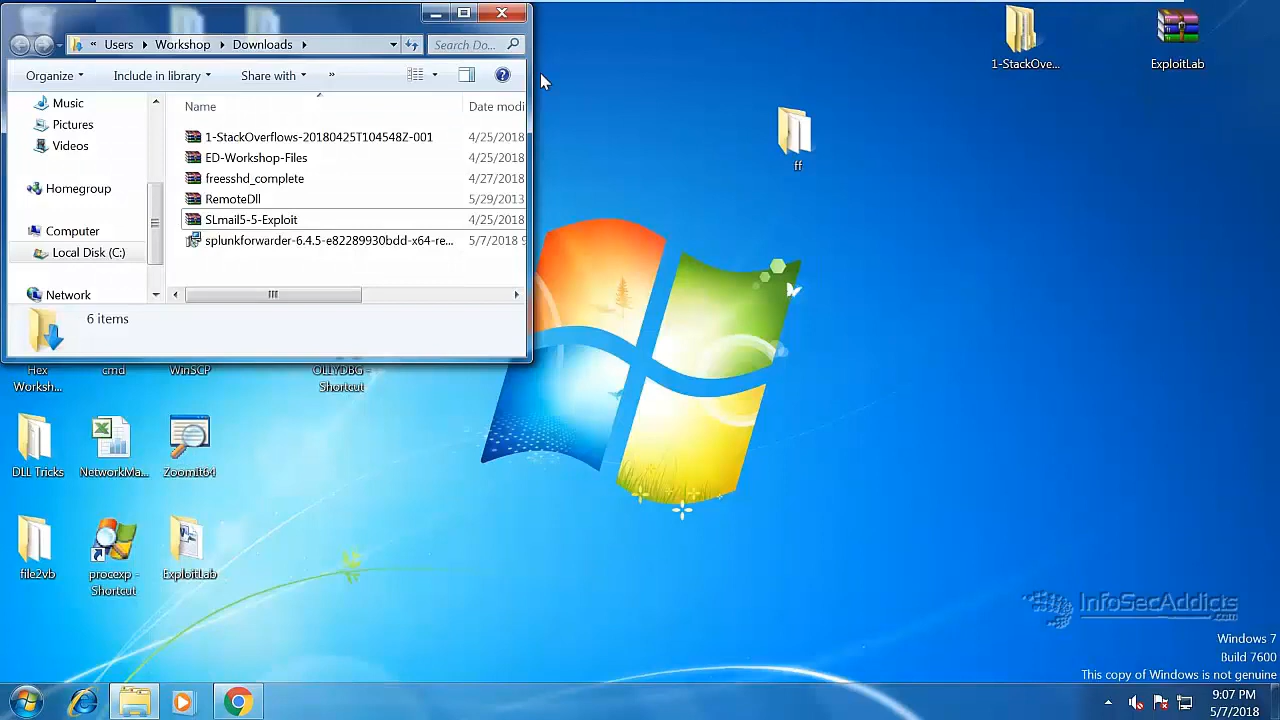 « Users Workshop Downloads
Search Do...
Organize Include in library Share with »
Music
Pictures
Videos
Homegroup
Computer
Local Disk (C:)
Network
Name Date modi
1-StackOverflows-20180425T104548Z-001 4/25/2018
ED-Workshop-Files 4/25/2018
freesshd_complete 4/27/2018
RemoteDll 5/29/2013
SLmail5-5-Exploit 4/25/2018
splunkforwarder-6.4.5-e82289930bdd-x64-re... 5/7/2018 9
6 items
1-StackOve...
ExploitLab
ff
Hex
Worksh...
cmd
WinSCP
OLLYDBG -
Shortcut
DLL Tricks
NetworkMa...
ZoomIt64
file2vb
procexp -
Shortcut
ExploitLab
InfoSecAddicts
.com
Windows 7
Build 7600
This copy of Windows is not genuine
9:07 PM
5/7/2018